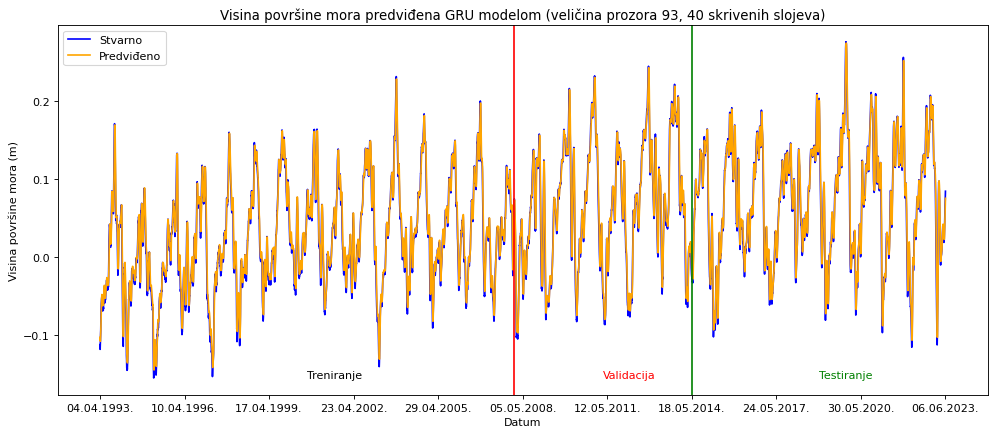 Visina površine mora predviđena GRU modelom (veličina prozora 93, 40 skrivenih slojeva)
Stvarno
Predviđeno
Visina površine mora (m)
0.2
0.1
0.0
−0.1
Treniranje
Validacija
Testiranje
04.04.1993.
10.04.1996.
17.04.1999.
23.04.2002.
29.04.2005.
05.05.2008.
12.05.2011.
18.05.2014.
24.05.2017.
30.05.2020.
06.06.2023.
Datum